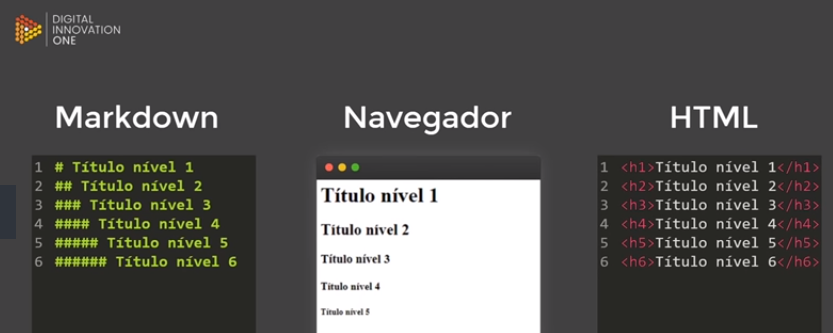 DIGITAL
INNOVATION
ONE
Markdown
1 # Título nível 1
2 ## Título nível 2
3 ### Título nível 3
4 #### Título nível 4
5 ##### Título nível 5
6 ###### Título nível 6
Navegador
Título nível 1
Título nível 2
Título nível 3
Título nível 4
Título nível 5
HTML
1 <h1>Título nível 1</h1>
2 <h2>Título nível 2</h2>
3 <h3>Título nível 3</h3>
4 <h4>Título nível 4</h4>
5 <h5>Título nível 5</h5>
6 <h6>Título nível 6</h6>